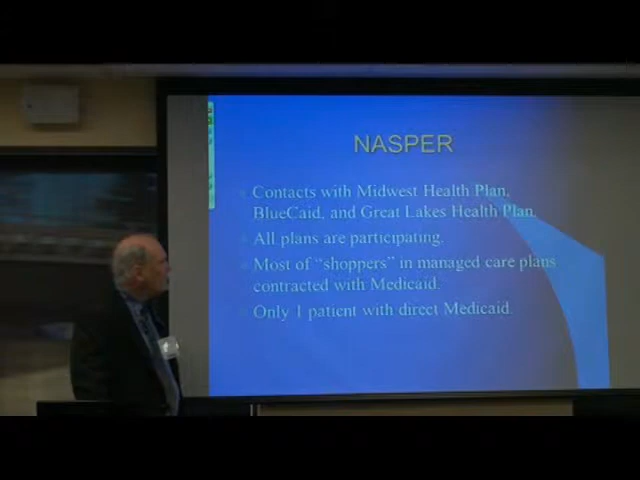 NASPER
Contacts with Midwest Health Plan,
BlueCaid, and Great Lakes Health Plan.
All plans are participating.
Most of “shoppers” in managed care plans
contracted with Medicaid.
Only 1 patient with direct Medicaid.